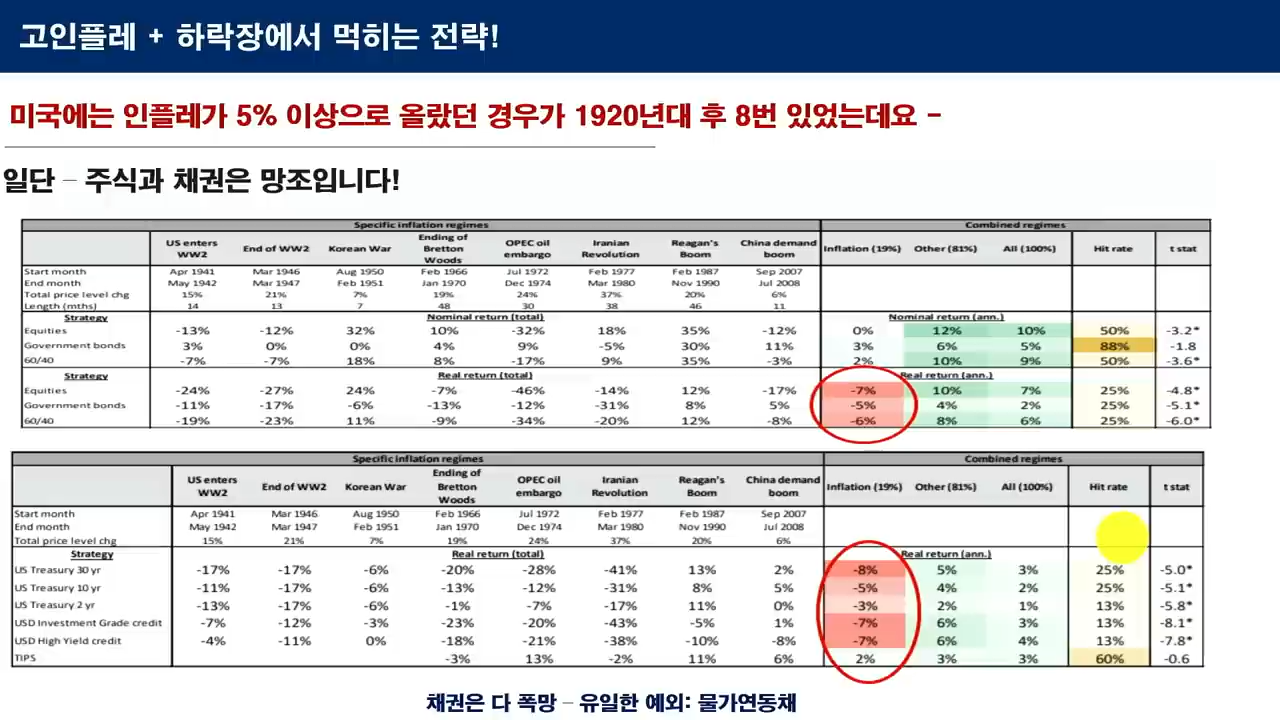 고인플레 + 하락장에서 먹히는 전략!
미국에는 인플레가 5% 이상으로 올랐던 경우가 1920년대 후 8번 있었는데요 –
일단 – 주식과 채권은 망조입니다!
Specific inflation regimes Combined regimes
US enters WW2 End of WW2 Korean War Ending of Bretton Woods OPEC oil embargo Iranian Revolution Reagan's Boom China demand boom Inflation (19%) Other (81%) All (100%) Hit rate t stat
Start month Apr 1941 Mar 1946 Aug 1950 Feb 1966 Jul 1972 Feb 1977 Feb 1987 Sep 2007
End month May 1942 Mar 1947 Feb 1951 Jan 1970 Dec 1974 Mar 1980 Nov 1990 Jul 2008
Total price level chg 15% 21% 7% 19% 24% 37% 20% 6%
Length (mths) 14 13 7 48 30 38 46 11
Strategy Nominal return (total) Nominal return (ann.)
Equities -13% -12% 32% 10% -32% 18% 35% -12% 0% 12% 10% 50% -3.2*
Government bonds 3% 0% 0% 4% 9% -5% 30% 11% 3% 6% 5% 88% -1.8
60/40 -7% -7% 18% 8% -17% 9% 35% -3% 2% 10% 9% 50% -3.6*
Strategy Real return (total) Real return (ann.)
Equities -24% -27% 24% -7% -46% -14% 12% -17% -7% 10% 7% 25% -4.8*
Government bonds -11% -17% -6% -13% -12% -31% 8% 5% -5% 4% 2% 25% -5.1*
60/40 -19% -23% 11% -9% -34% -20% 12% -8% -6% 8% 6% 25% -6.0*
Specific inflation regimes Combined regimes
US enters WW2 End of WW2 Korean War Ending of Bretton Woods OPEC oil embargo Iranian Revolution Reagan's Boom China demand boom Inflation (19%) Other (81%) All (100%) Hit rate t stat
Start month Apr 1941 Mar 1946 Aug 1950 Feb 1966 Jul 1972 Feb 1977 Feb 1987 Sep 2007
End month May 1942 Mar 1947 Feb 1951 Jan 1970 Dec 1974 Mar 1980 Nov 1990 Jul 2008
Total price level chg 15% 21% 7% 19% 24% 37% 20% 6%
Strategy Real return (total) Real return (ann.)
US Treasury 30 yr -17% -17% -6% -20% -28% -41% 13% 2% -8% 5% 3% 25% -5.0*
US Treasury 10 yr -11% -17% -6% -13% -12% -31% 8% 5% -5% 4% 2% 25% -5.1*
US Treasury 2 yr -13% -17% -6% -1% -7% -17% 11% 0% -3% 2% 1% 13% -5.8*
USD Investment Grade credit -7% -12% -3% -23% -20% -43% -5% 1% -7% 6% 3% 13% -8.1*
USD High Yield credit -4% -11% 0% -18% -21% -38% -10% -8% -7% 6% 4% 13% -7.8*
TIPS -3% 13% -2% 11% 6% 2% 3% 3% 60% -0.6
채권은 다 폭망 – 유일한 예외: 물가연동채